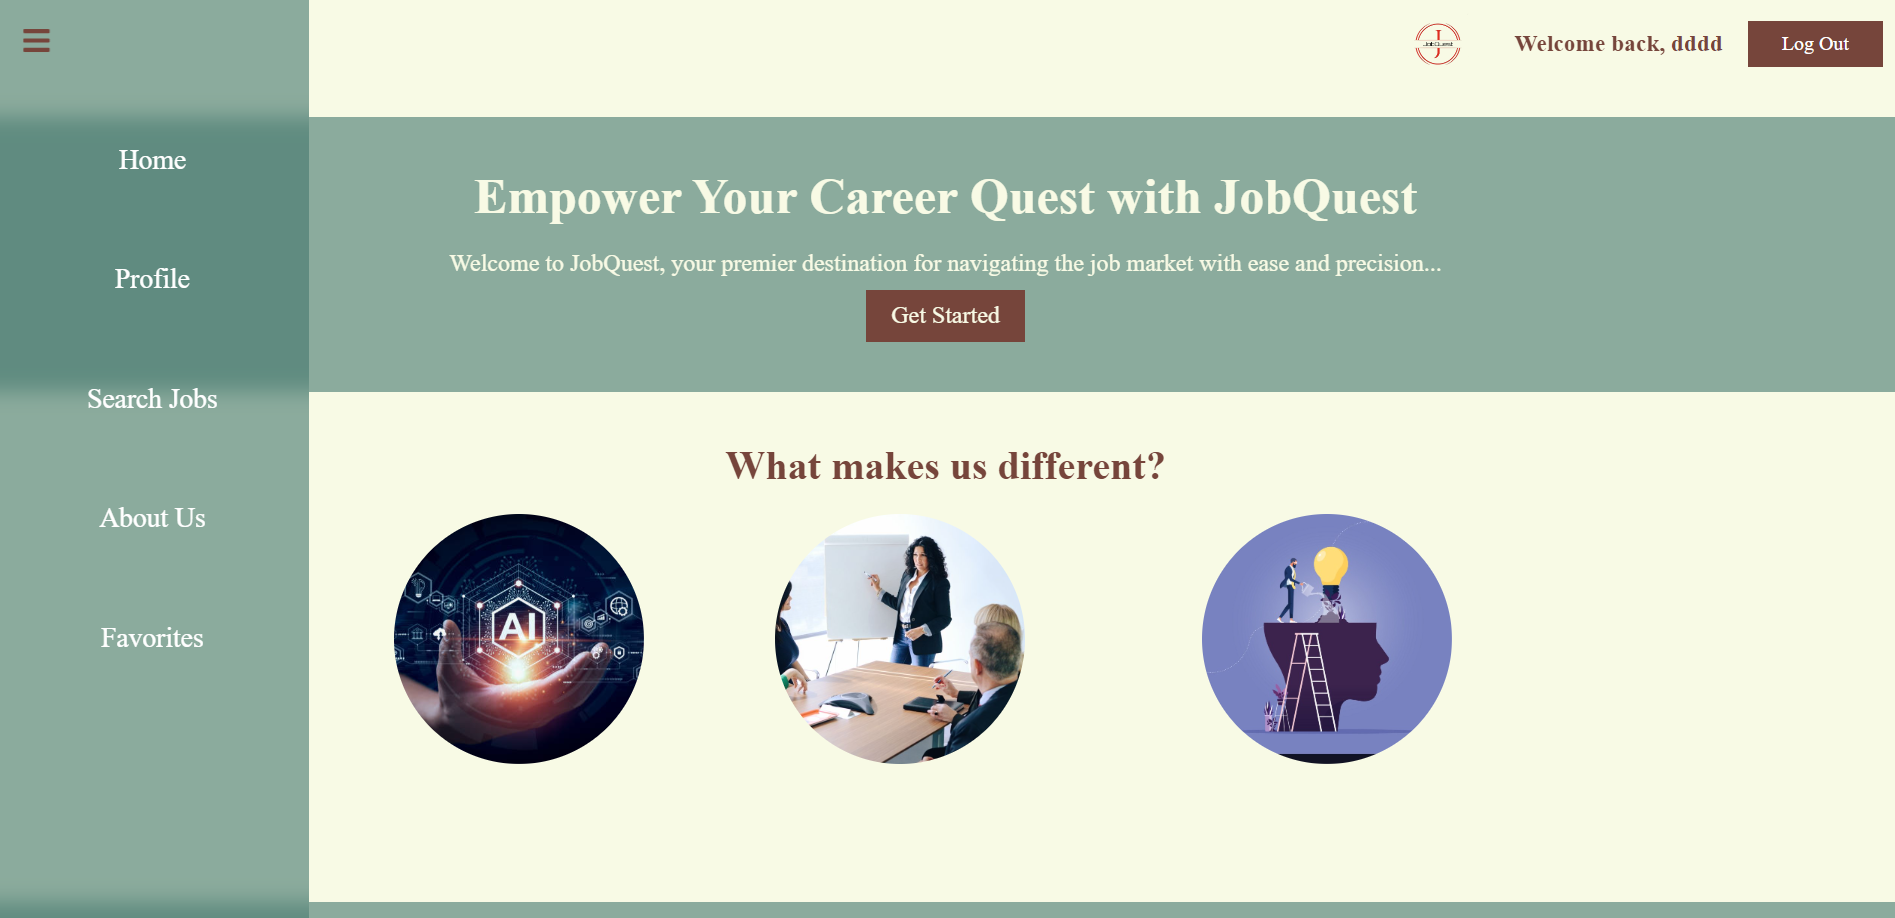 J
JobQuest
Welcome back, dddd
Log Out
Home
Profile
Search Jobs
About Us
Favorites
Empower Your Career Quest with JobQuest
Welcome to JobQuest, your premier destination for navigating the job market with ease and precision...
Get Started
What makes us different?
AI